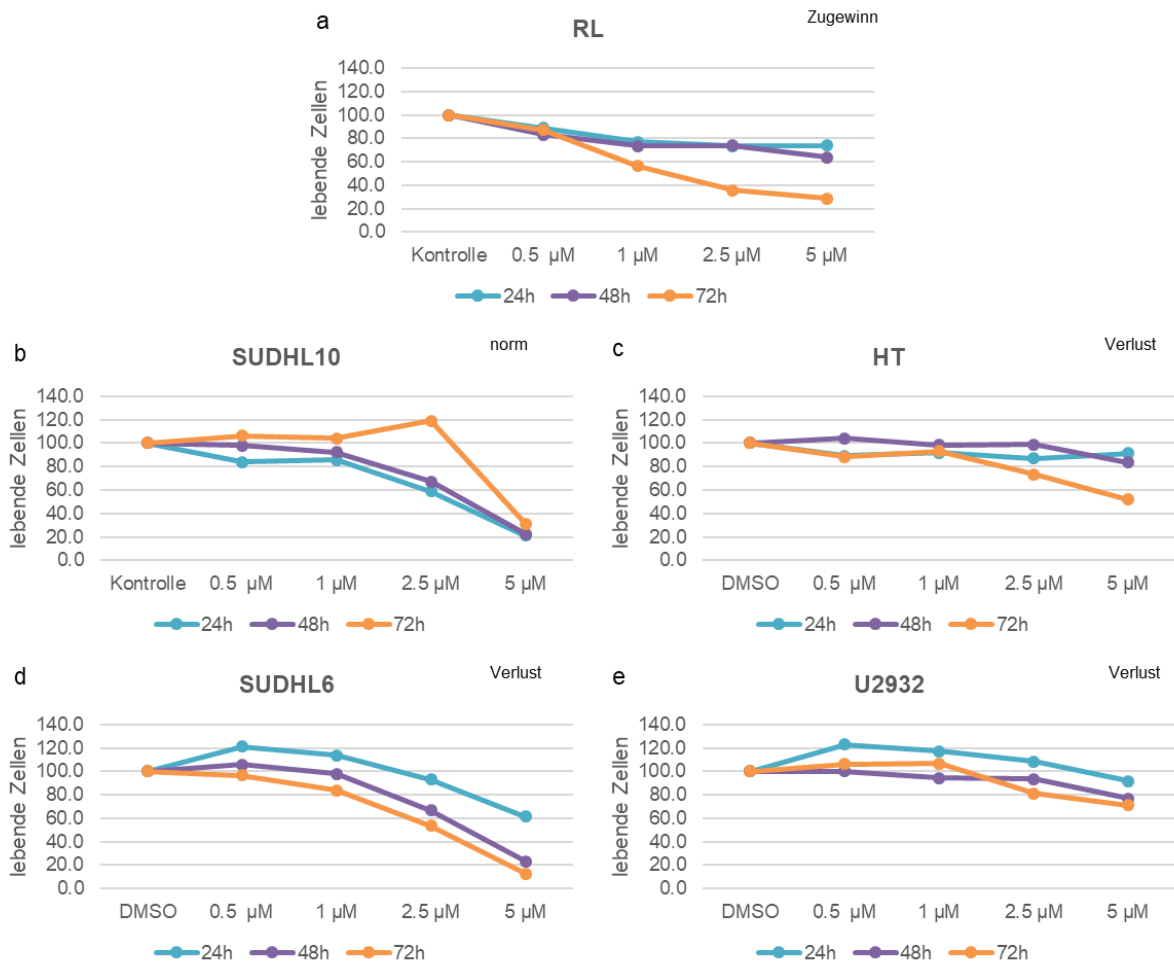 a
Zugewinn
RL
lebende Zellen
140.0
120.0
100.0
80.0
60.0
40.0
20.0
0.0
Kontrolle 0.5 µM 1 µM 2.5 µM 5 µM
24h 48h 72h
b
norm
SUDHL10
lebende Zellen
140.0
120.0
100.0
80.0
60.0
40.0
20.0
0.0
Kontrolle 0.5 µM 1 µM 2.5 µM 5 µM
24h 48h 72h
c
Verlust
HT
lebende Zellen
140.0
120.0
100.0
80.0
60.0
40.0
20.0
0.0
DMSO 0.5 µM 1 µM 2.5 µM 5 µM
24h 48h 72h
d
Verlust
SUDHL6
lebende Zellen
140.0
120.0
100.0
80.0
60.0
40.0
20.0
0.0
DMSO 0.5 µM 1 µM 2.5 µM 5 µM
24h 48h 72h
e
Verlust
U2932
lebende Zellen
140.0
120.0
100.0
80.0
60.0
40.0
20.0
0.0
DMSO 0.5 µM 1 µM 2.5 µM 5 µM
24h 48h 72h